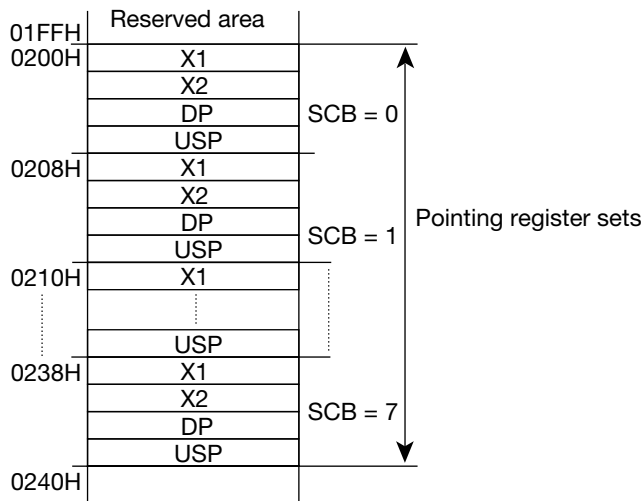 Reserved area
01FFH
0200H
X1
X2
DP
SCB = 0
USP
0208H
X1
X2
DP
Pointing register sets
USP
SCB = 1
0210H
X1
USP
0238H
X1
X2
DP
SCB = 7
USP
0240H